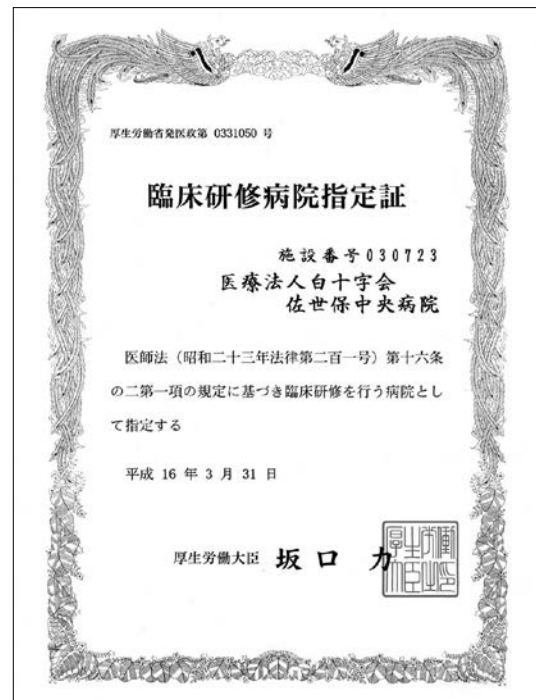 厚生労働省発医政第 0331050 号
臨床研修病院指定証
施設番号030723
医療法人白十字会
佐世保中央病院
医師法（昭和二十三年法律第二百一号）第十六条
の二第一項の規定に基づき臨床研修を行う病院とし
て指定する
平成 16 年 3 月 31 日
厚生労働大臣 坂口 力